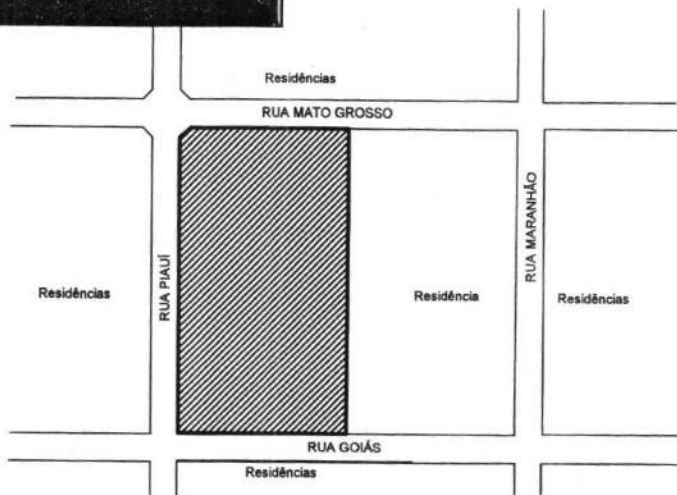 Residências
RUA MATO GROSSO
RUA PIAUÍ
RUA MARANHÃO
Residências
Residência
Residências
RUA GOIÁS
Residências